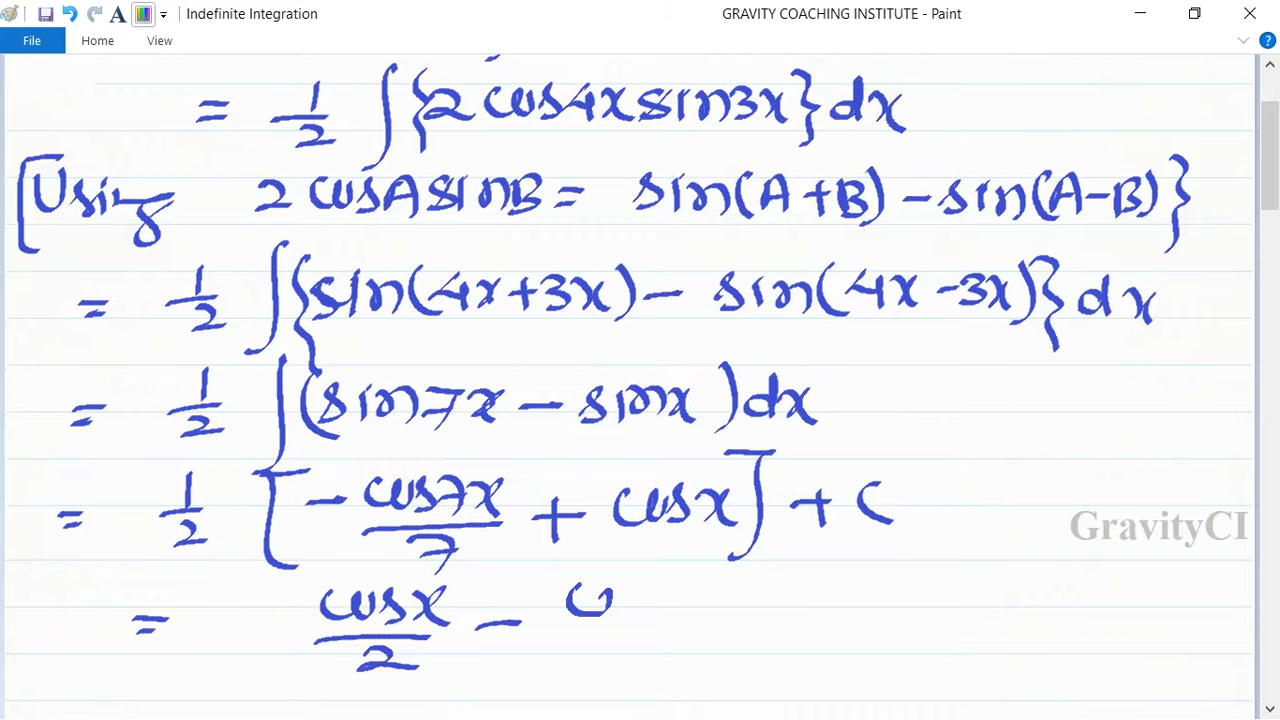 Indefinite Integration GRAVITY COACHING INSTITUTE - Paint
File Home View
= 1/2 ∫{2 cos4x sin3x} dx
[Using 2 cosA sinB = sin(A+B) - sin(A-B)}
= 1/2 ∫{sin(4x+3x) - sin(4x-3x)} dx
= 1/2 ∫(sin7x - sinx) dx
= 1/2 [- cos7x/7 + cosx] + C
GravityCI
= cosx/2 -